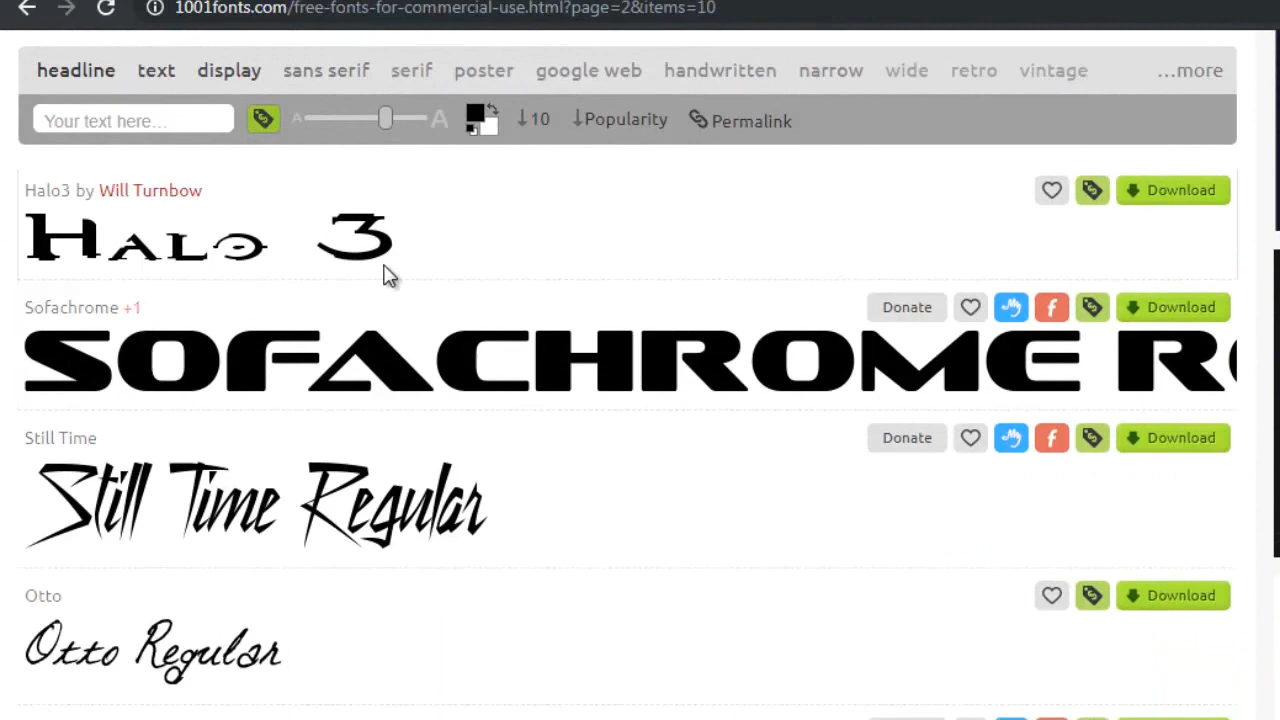 1001fonts.com/free-fonts-for-commercial-use.html?page=2&items=10
headline text display sans serif serif poster google web handwritten narrow wide retro vintage ...more
Your text here... A A ↓10 ↓Popularity Permalink
Halo3 by Will Turnbow Download
Halo 3
Sofachrome +1 Donate f Download
SOFACHROME R
Still Time Donate f Download
Still Time Regular
Otto Download
Otto Regular